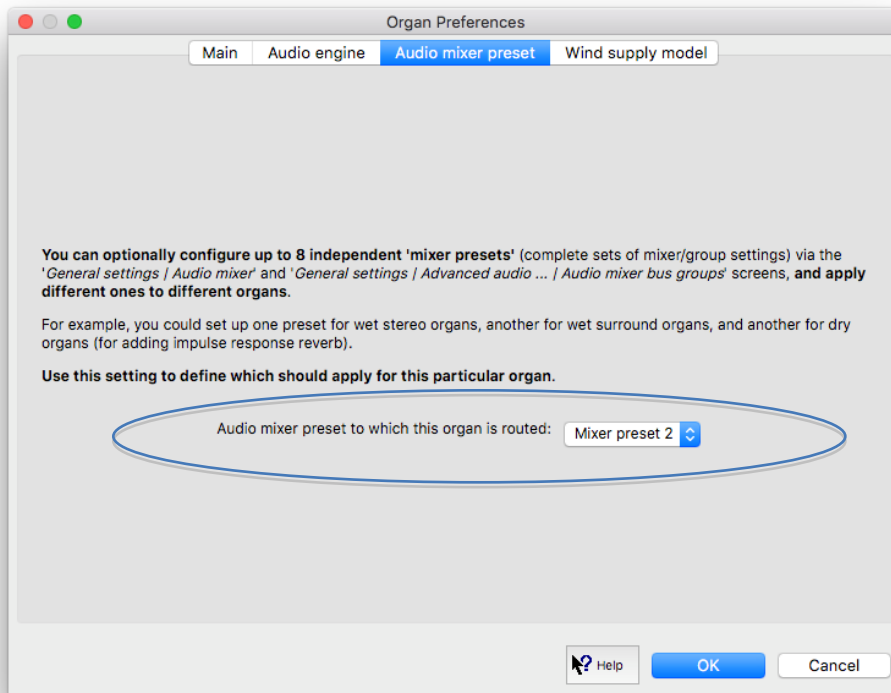 Organ Preferences
Main Audio engine Audio mixer preset Wind supply model
You can optionally configure up to 8 independent 'mixer presets' (complete sets of mixer/group settings) via the
'General settings | Audio mixer' and 'General settings | Advanced audio ... | Audio mixer bus groups' screens, and apply
different ones to different organs.
For example, you could set up one preset for wet stereo organs, another for wet surround organs, and another for dry
organs (for adding impulse response reverb).
Use this setting to define which should apply for this particular organ.
Audio mixer preset to which this organ is routed: Mixer preset 2
? Help OK Cancel